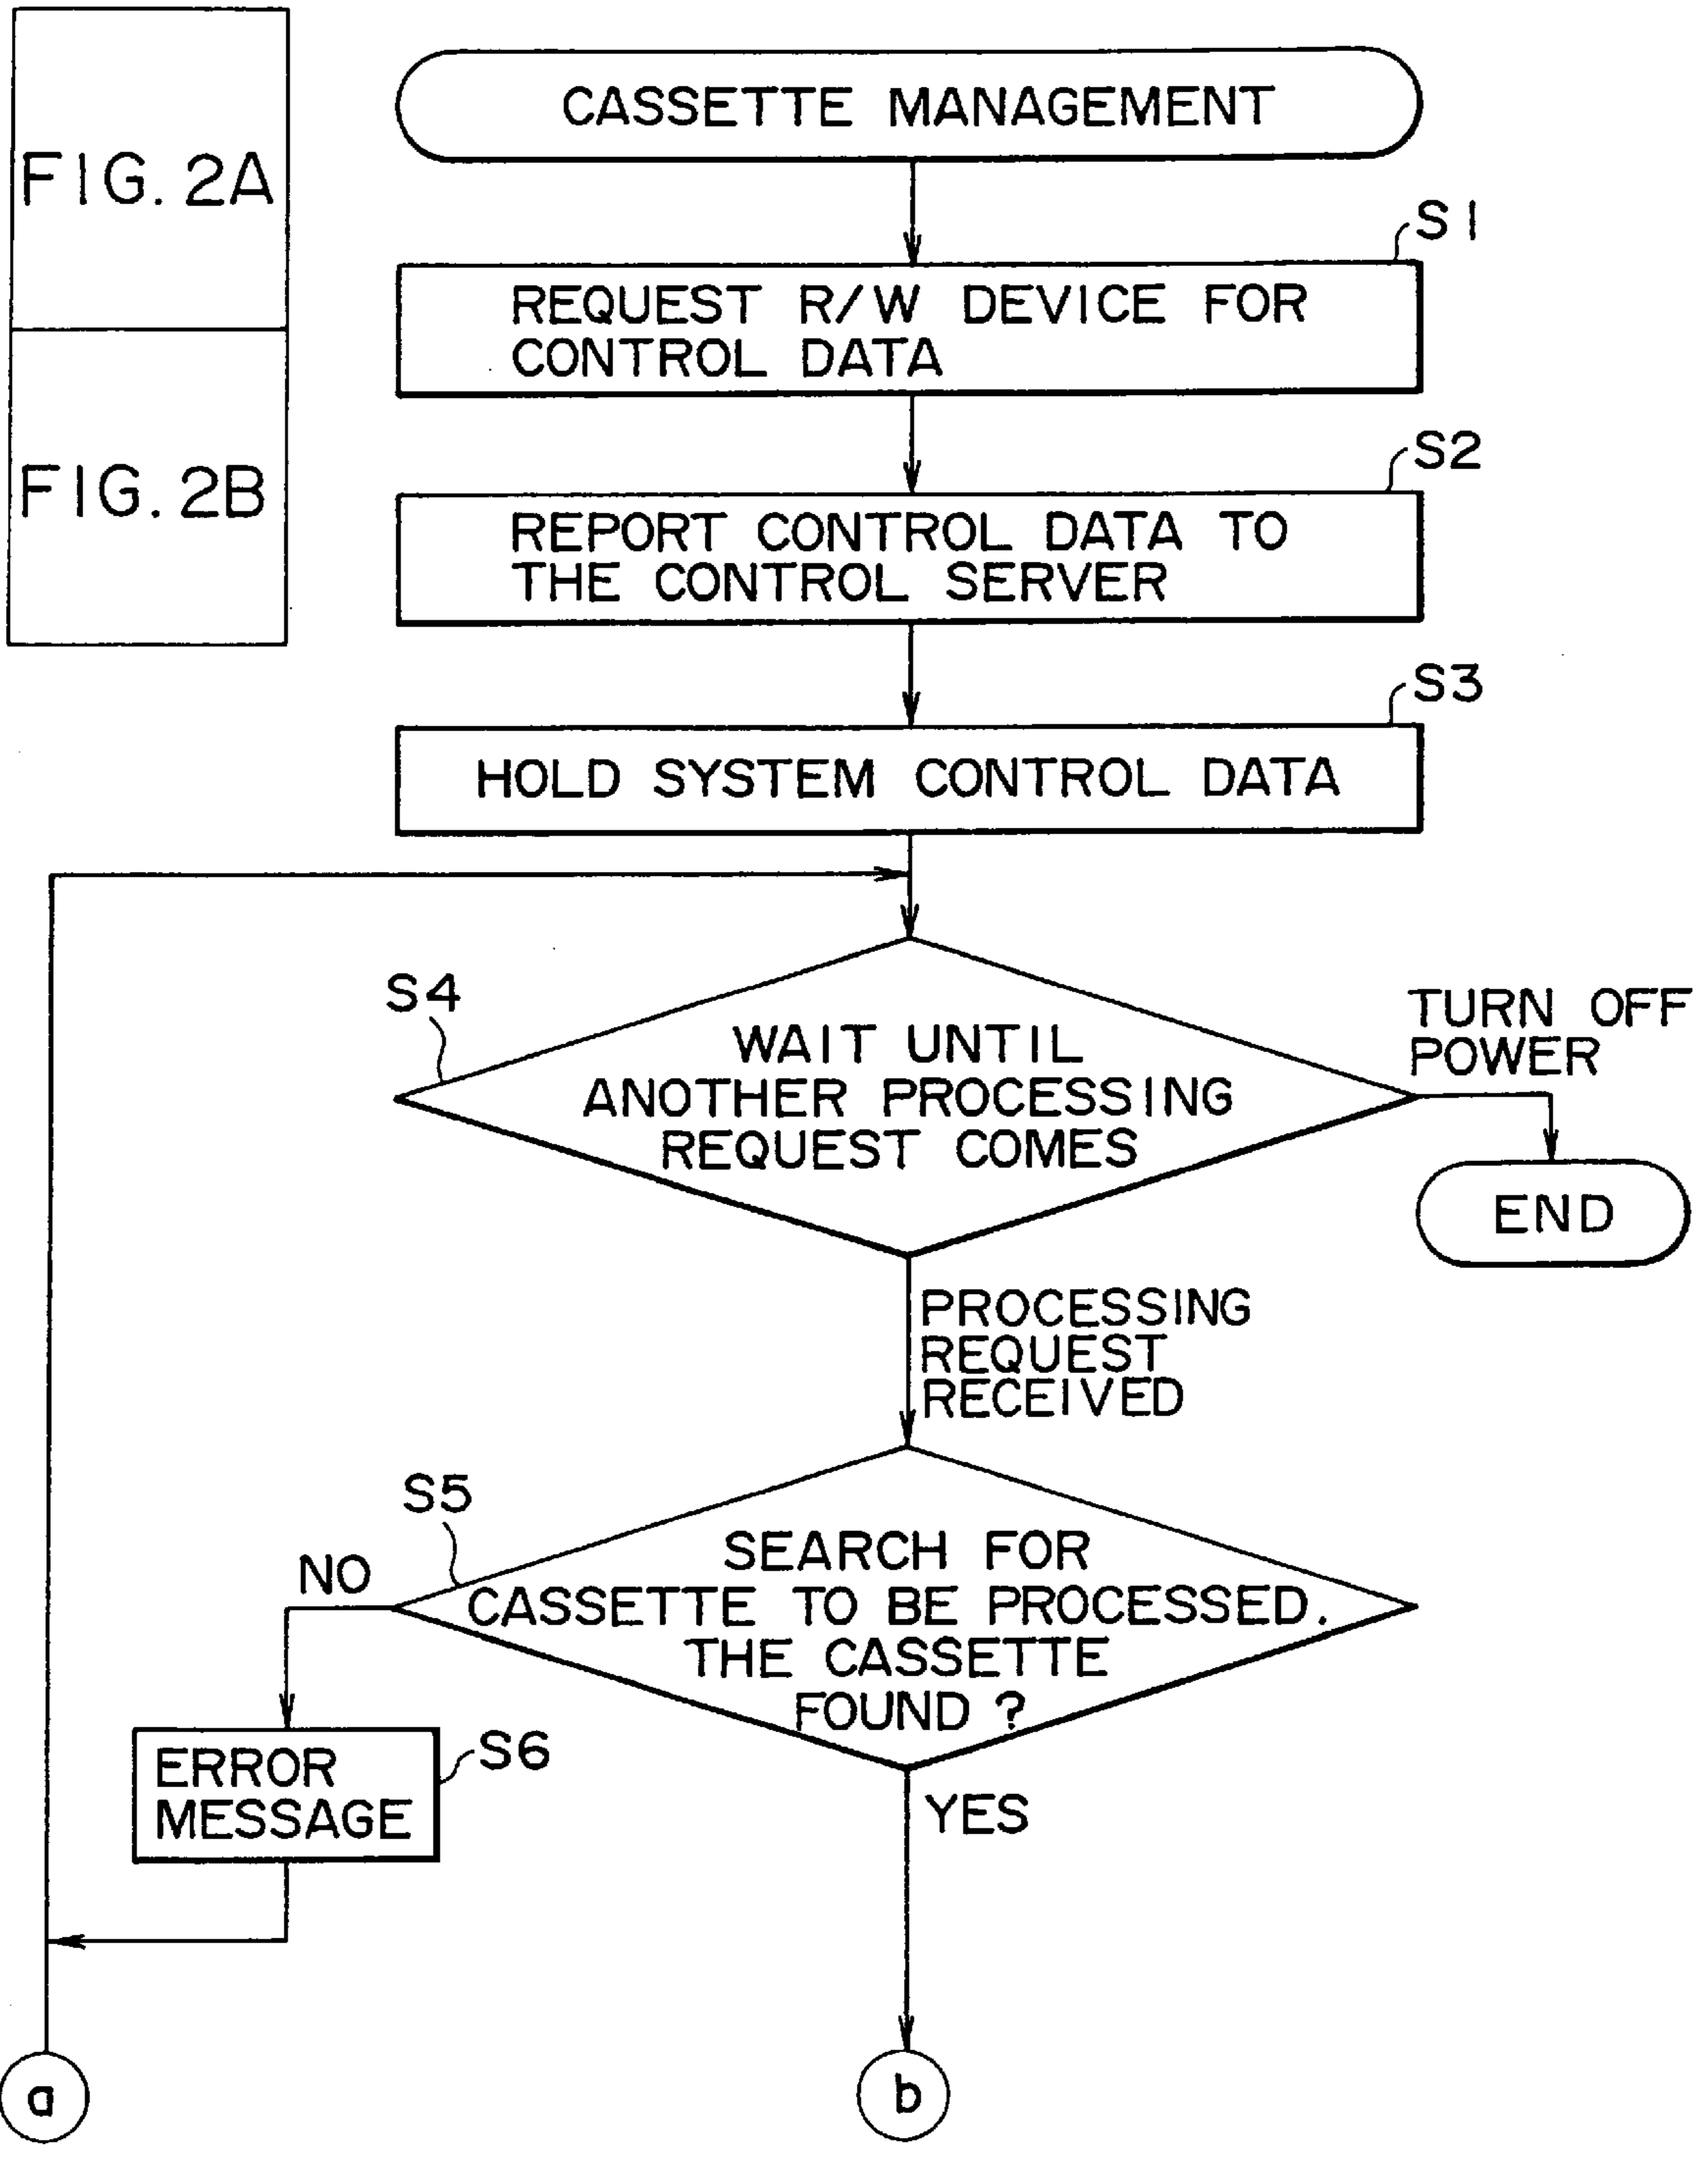 FIG. 2A
FIG. 2B
CASSETTE MANAGEMENT
S1
REQUEST R/W DEVICE FOR
CONTROL DATA
S2
REPORT CONTROL DATA TO
THE CONTROL SERVER
S3
HOLD SYSTEM CONTROL DATA
S4
WAIT UNTIL
ANOTHER PROCESSING
REQUEST COMES
TURN OFF
POWER
END
PROCESSING
REQUEST
RECEIVED
S5
NO
SEARCH FOR
CASSETTE TO BE PROCESSED.
THE CASSETTE
FOUND ?
S6
ERROR
MESSAGE
YES
a
b